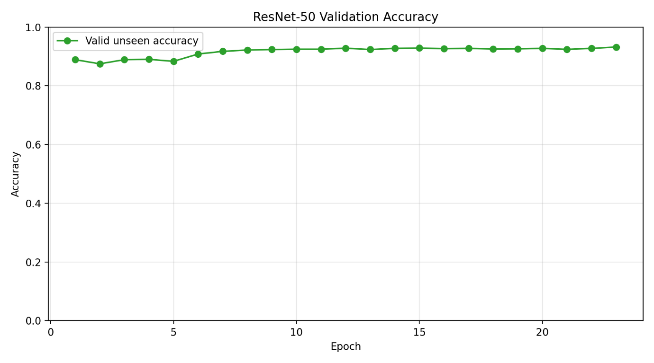 ResNet-50 Validation Accuracy
Valid unseen accuracy
Accuracy
1.0
0.8
0.6
0.4
0.2
0.0
0 5 10 15 20
Epoch